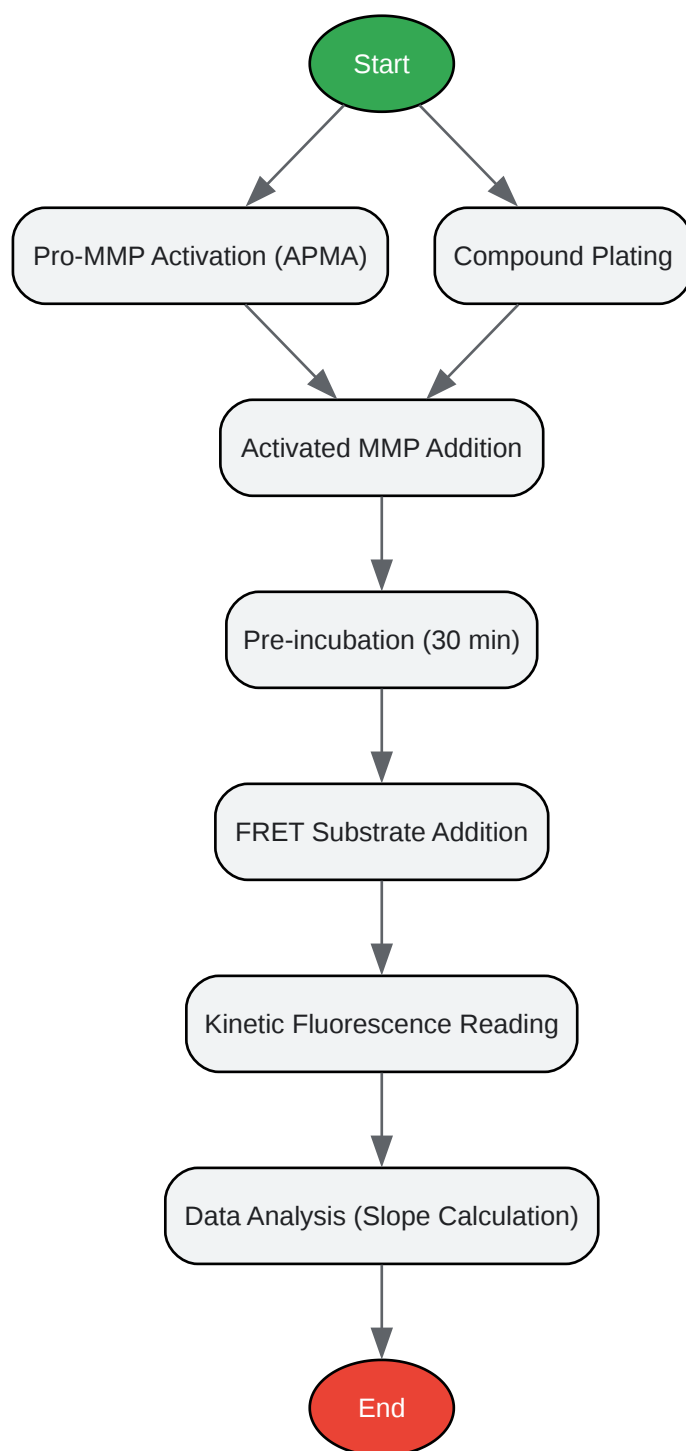 Start
Pro-MMP Activation (APMA)
Compound Plating
Activated MMP Addition
Pre-incubation (30 min)
FRET Substrate Addition
Kinetic Fluorescence Reading
Data Analysis (Slope Calculation)
End